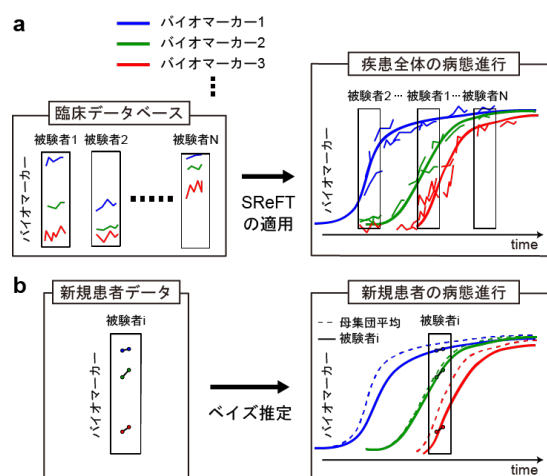 a
バイオマーカー1
バイオマーカー2
バイオマーカー3
臨床データベース
被験者1
被験者2
被験者N
バイオマーカー
SReFT
の適用
疾患全体の病態進行
被験者2…被験者1…被験者N
バイオマーカー
time
b
新規患者データ
被験者i
バイオマーカー
ベイズ推定
新規患者の病態進行
母集団平均
被験者i
被験者i
バイオマーカー
time